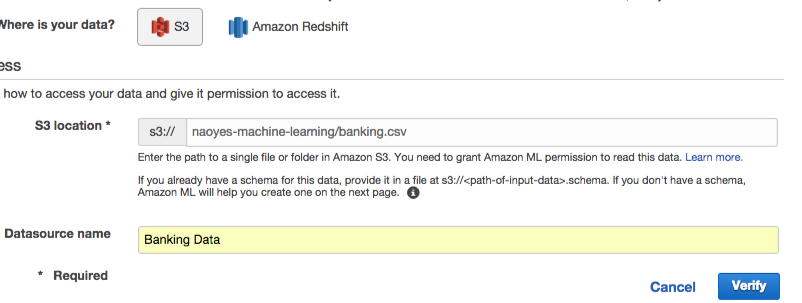 Where is your data? S3 Amazon Redshift
ess
how to access your data and give it permission to access it.
S3 location * s3:// naoyes-machine-learning/banking.csv
Enter the path to a single file or folder in Amazon S3. You need to grant Amazon ML permission to read this data. Learn more.
If you already have a schema for this data, provide it in a file at s3://<path-of-input-data>.schema. If you don't have a schema,
Amazon ML will help you create one on the next page.
Datasource name Banking Data
* Required
Cancel Verify